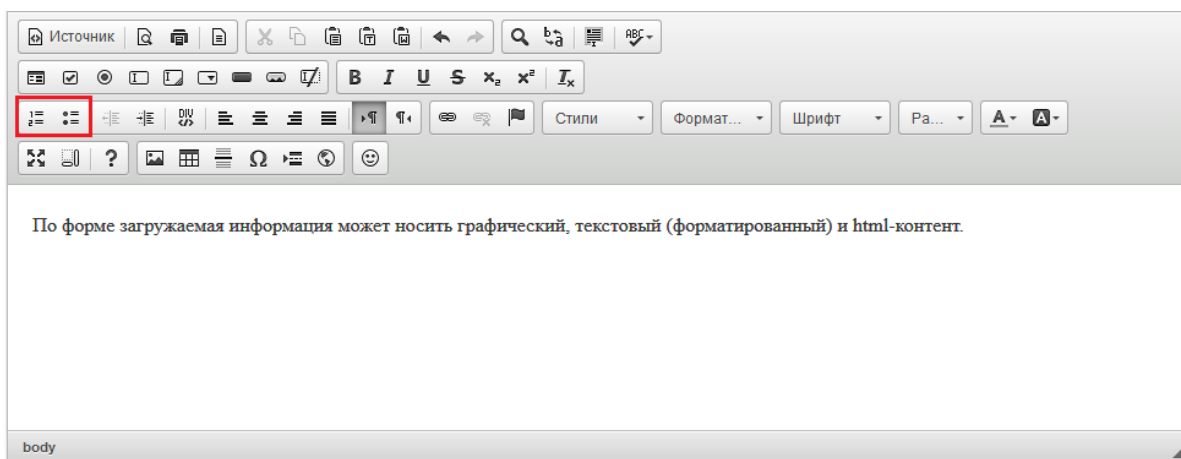 Источник ABC
B I U S x₂ x² Iₓ
DIV Стили Формат... Шрифт Ра... A A
? Ω
По форме загружаемая информация может носить графический, текстовый (форматированный) и html-контент.
body